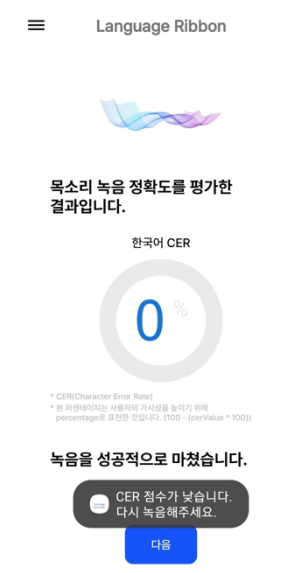 Language Ribbon
목소리 녹음 정확도를 평가한
결과입니다.
한국어 CER
0 %
* CER(Character Error Rate)
* 본 퍼센테이지는 사용자의 가시성을 높이기 위해
percentage로 표현한 것입니다. (100 - (cerValue * 100))
녹음을 성공적으로 마쳤습니다.
CER 점수가 낮습니다.
다시 녹음해주세요.
다음